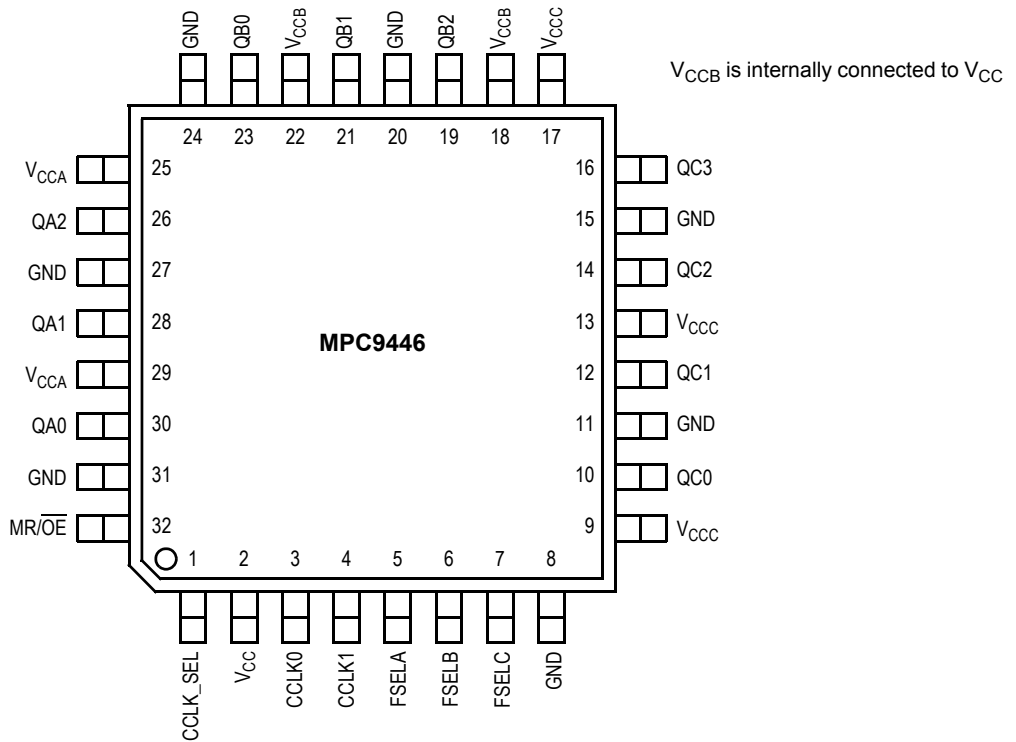 GND
QB0
VCCB
QB1
GND
QB2
VCCB
VCCC
VCCB is internally connected to VCC
24 23 22 21 20 19 18 17
VCCA 25
16 QC3
QA2 26
15 GND
GND 27
14 QC2
QA1 28
13 VCCC
MPC9446
VCCA 29
12 QC1
QA0 30
11 GND
GND 31
10 QC0
MR/OE 32
9 VCCC
1 2 3 4 5 6 7 8
CCLK_SEL
VCC
CCLK0
CCLK1
FSELA
FSELB
FSELC
GND